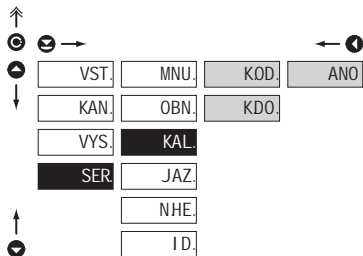 VST. MNU. KOD. ANO
KAN. OBN. KDO.
VYS. KAL.
SER. JAZ.
NHE.
ID.